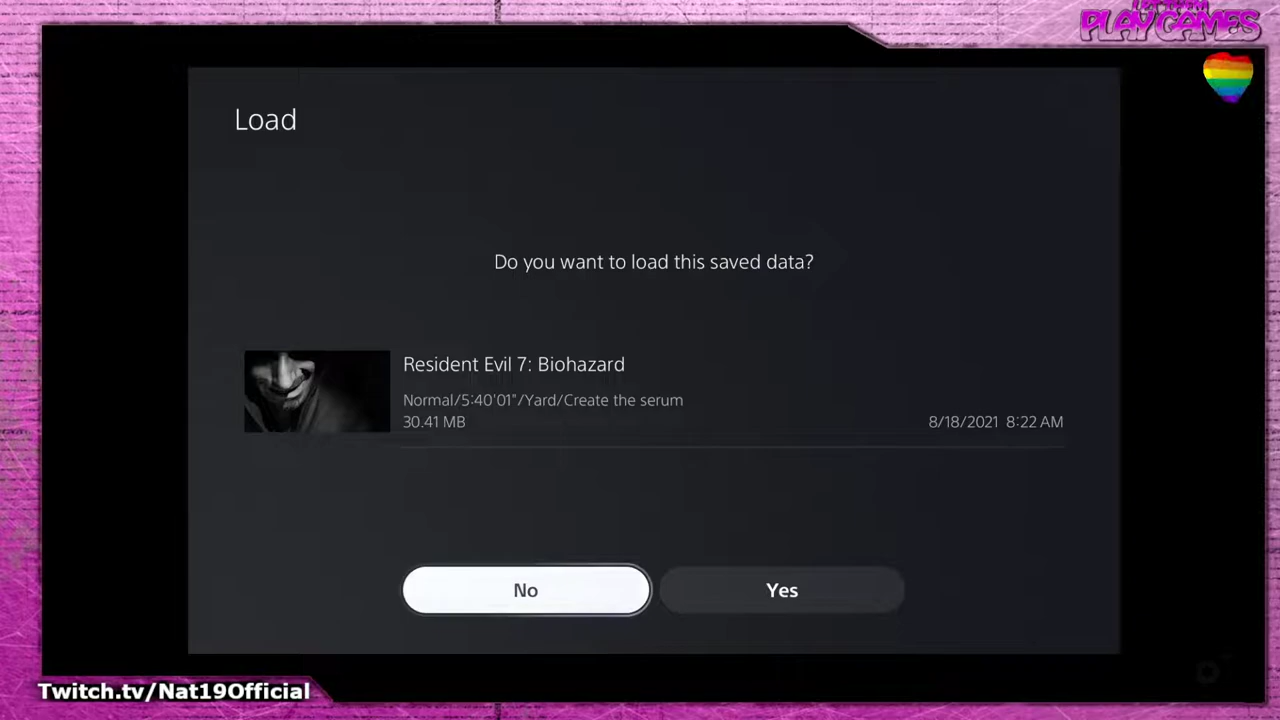 PLAY GAMES
Load
Do you want to load this saved data?
Resident Evil 7: Biohazard
Normal/5:40'01"/Yard/Create the serum
30.41 MB
8/18/2021 8:22 AM
No
Yes
Twitch.tv/Nat19Official